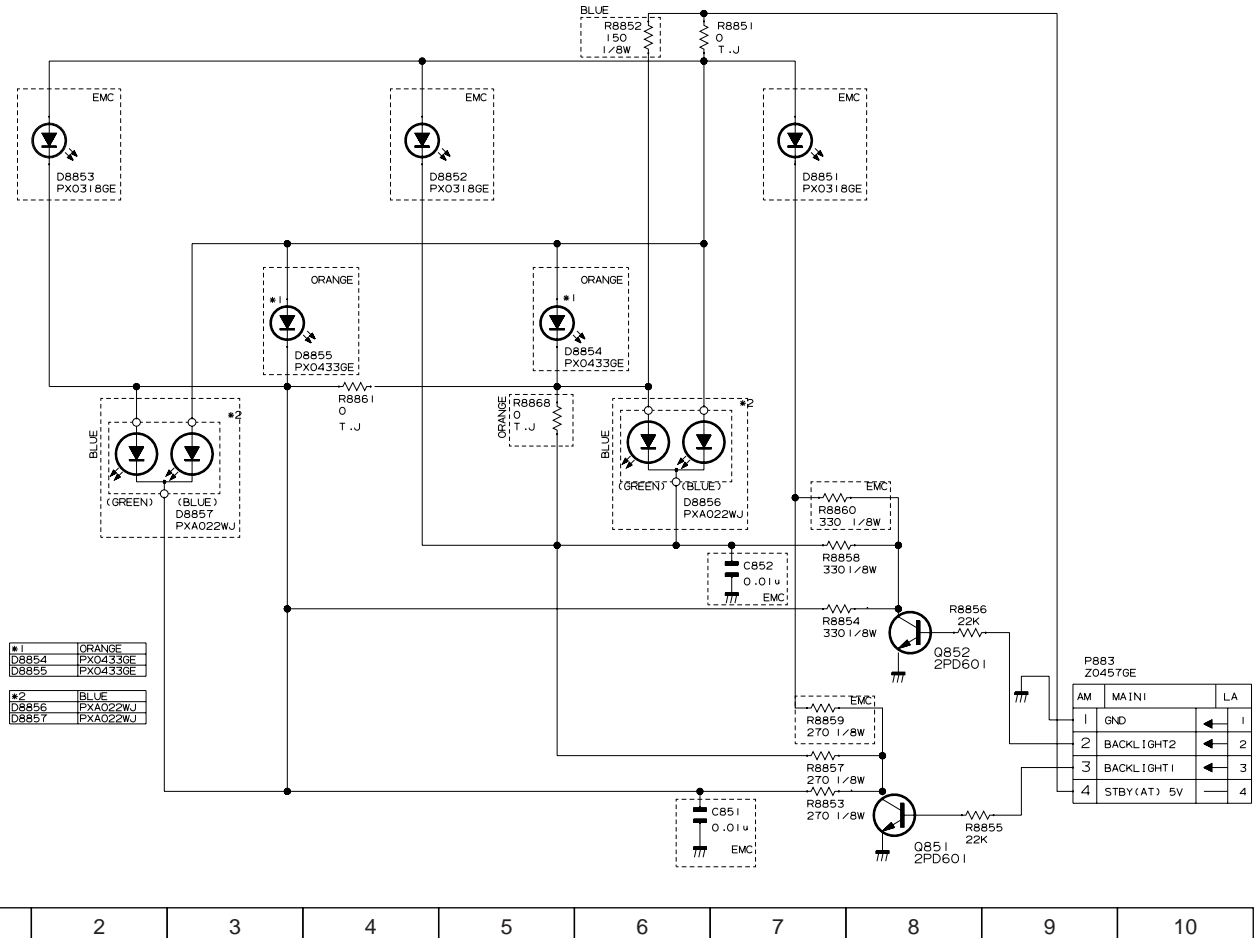 BLUE
R8852
150
1/8W
R8851
0
T.J
EMC
D8853
PX0318GE
EMC
D8852
PX0318GE
EMC
D8851
PX0318GE
ORANGE
*1
D8855
PX0433GE
ORANGE
*1
D8854
PX0433GE
R8861
0
T.J
ORANGE
R8868
0
T.J
*2
BLUE
(GREEN)
(BLUE)
D8857
PXA022WJ
*2
BLUE
(GREEN)
(BLUE)
D8856
PXA022WJ
EMC
R8860
330 1/8W
R8858
330 1/8W
C852
0.01u
EMC
R8854
330 1/8W
R8856
22K
Q852
2PD601
*1 ORANGE
D8854 PX0433GE
D8855 PX0433GE
*2 BLUE
D8856 PXA022WJ
D8857 PXA022WJ
P883
Z0457GE
AM MAIN1 LA
1 GND 1
2 BACKLIGHT2 2
3 BACKLIGHT1 3
4 STBY(AT) 5V 4
EMC
R8859
270 1/8W
R8857
270 1/8W
R8853
270 1/8W
C851
0.01u
EMC
Q851
2PD601
R8855
22K
2 3 4 5 6 7 8 9 10